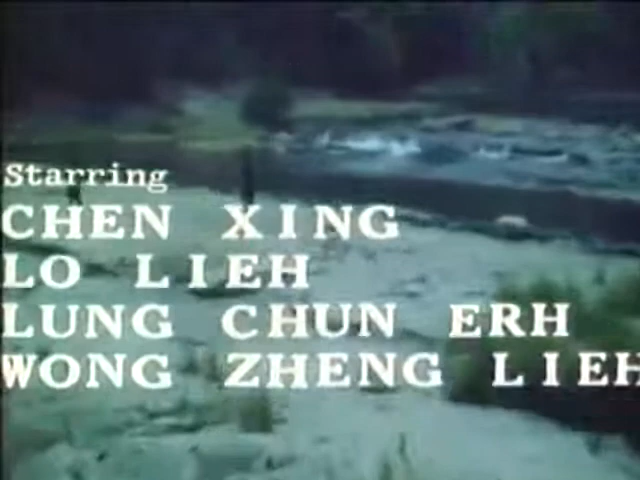 Starring
CHEN XING
LO LIEH
LUNG CHUN ERH
WONG ZHENG LIEH